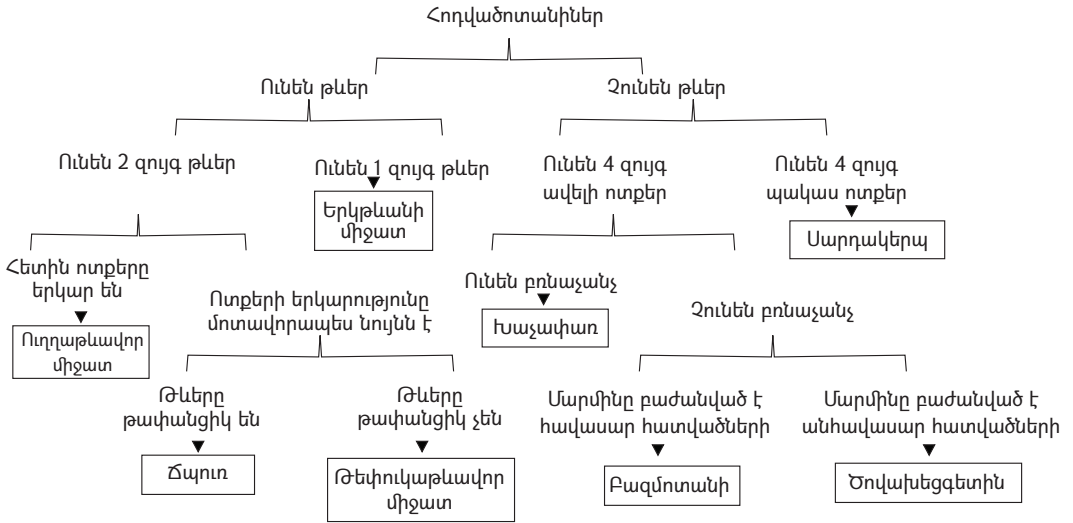 Հոդվածոտանիներ
Ունեն թևեր
Չունեն թևեր
Ունեն 2 զույգ թևեր
Ունեն 1 զույգ թևեր
Երկթևանի
միջատ
Ունեն 4 զույգ
ավելի ոտքեր
Ունեն 4 զույգ
պակաս ոտքեր
Սարդակերպ
Հետին ոտքերը
երկար են
Ուղղաթևավոր
միջատ
Ոտքերի երկարությունը
մոտավորապես նույնն է
Ունեն բռնաչանչ
Խաչափառ
Չունեն բռնաչանչ
Թևերը
թափանցիկ են
Ճպուռ
Թևերը
թափանցիկ չեն
Թեփուկաթևավոր
միջատ
Մարմինը բաժանված է
հավասար հատվածների
Բազմոտանի
Մարմինը բաժանված է
անհավասար հատվածների
Ծովախեցգետին